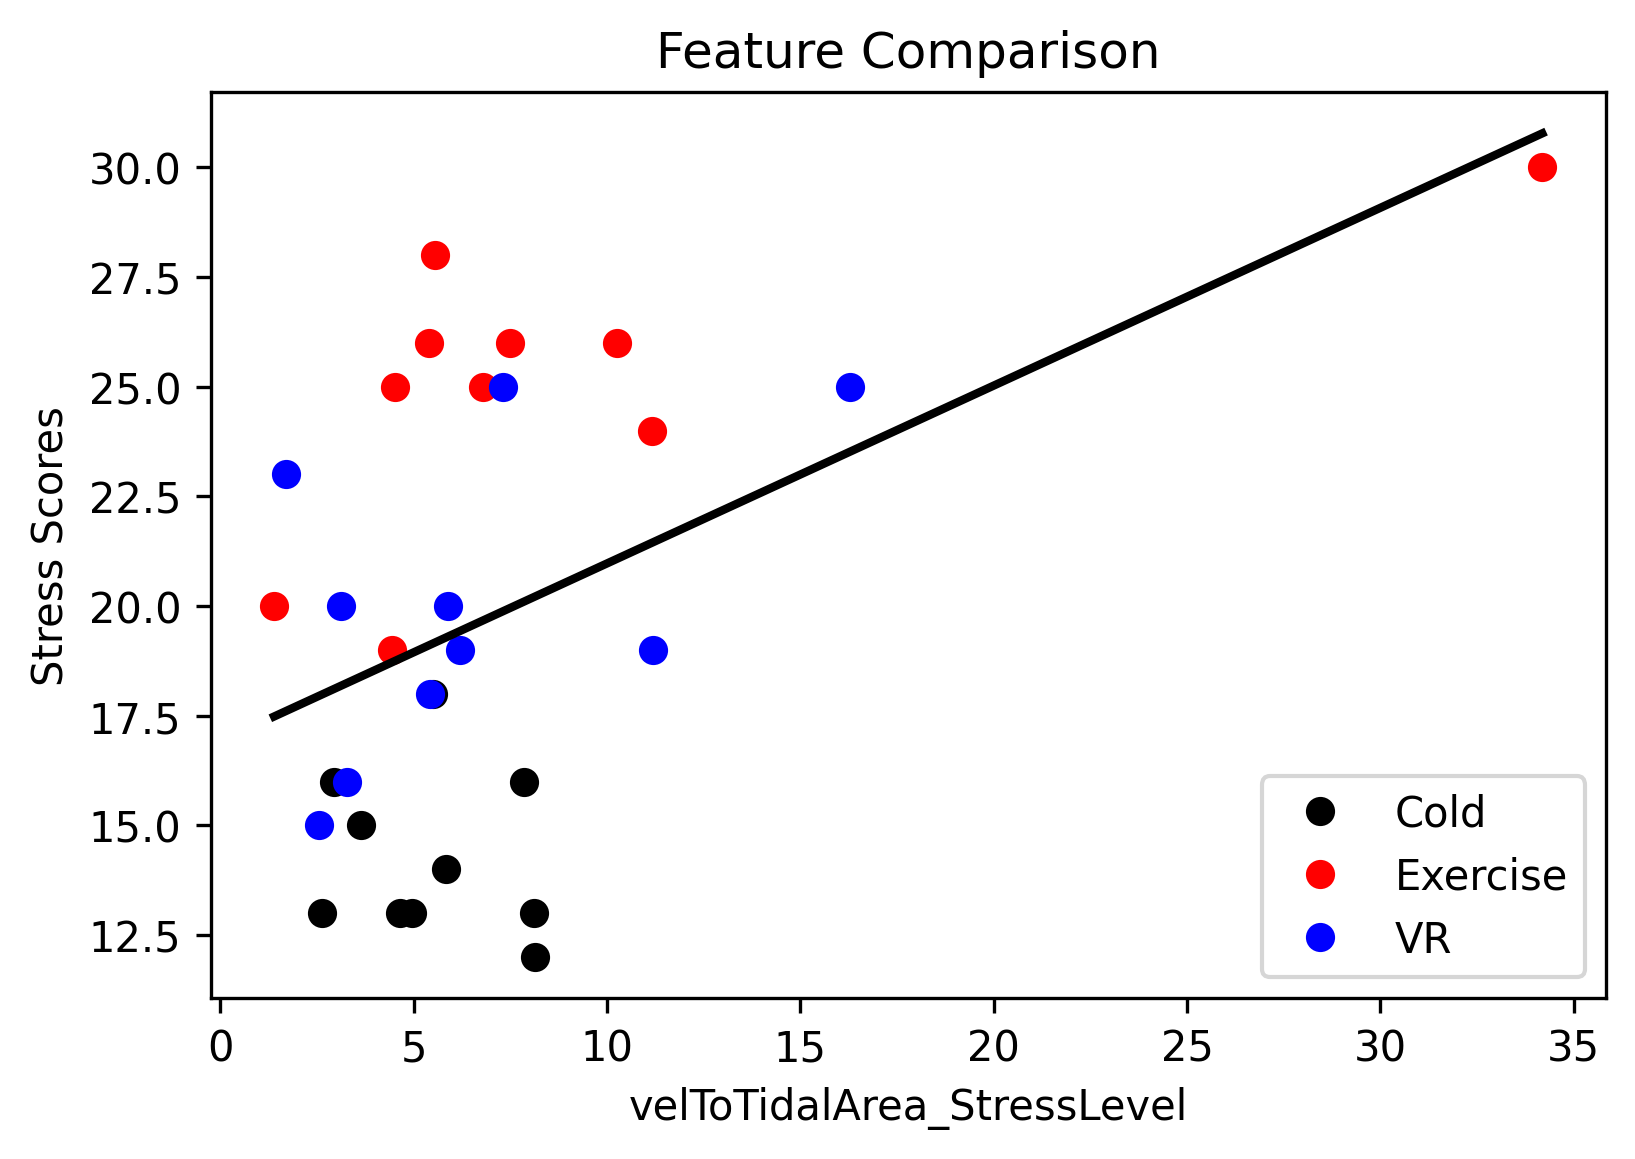 Feature Comparison
Stress Scores
30.0
27.5
25.0
22.5
20.0
17.5
15.0
12.5
Cold
Exercise
VR
0 5 10 15 20 25 30 35
velToTidalArea_StressLevel